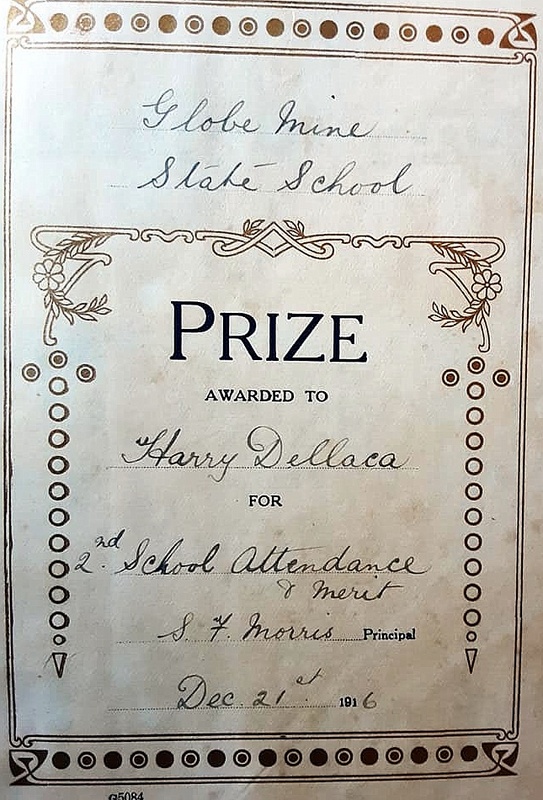 Globe Mine
State School
PRIZE
AWARDED TO
Harry Dellaca
FOR
2nd. School Attendance
& Merit
S. F. Morris Principal
Dec. 21st 1916
G5084